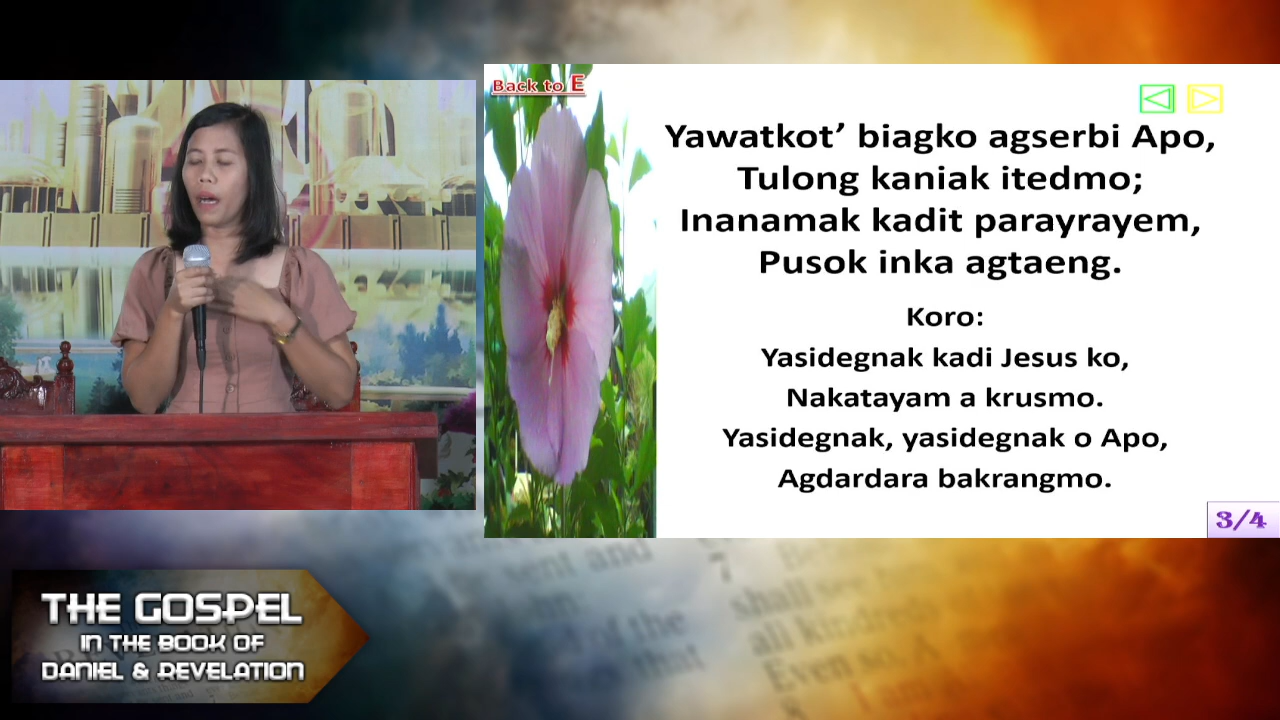 Back to E
Yawatkot’ biagko agserbi Apo,
Tulong kaniak itedmo;
Inanamak kadit parayrayem,
Pusok inka agtaeng.
Koro:
Yasidegnak kadi Jesus ko,
Nakatayam a krusmo.
Yasidegnak, yasidegnak o Apo,
Agdardara bakrangmo.
3/4
THE GOSPEL
IN THE BOOK OF
DANIEL & REVELATION